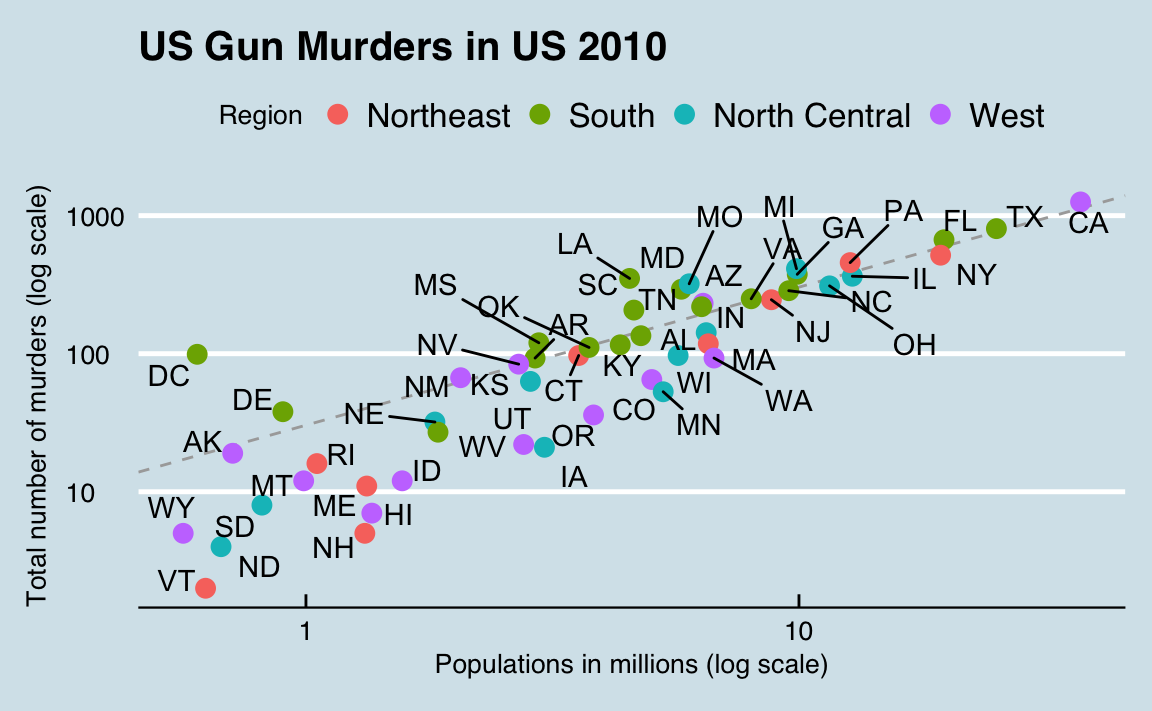 US Gun Murders in US 2010
Region Northeast South North Central West
Total number of murders (log scale)
1000
100
10
MO
MI
PA
FL
TX
CA
GA
LA
MD
VA
AZ
IL
NY
MS
SC
TN
NC
OK
AR
IN
NJ
OH
NV
AL
MA
DC
KY
NM
KS
CT
WI
WA
DE
NE
CO
MN
UT
AK
RI
WV
OR
IA
ID
MT
WY
ME
HI
SD
NH
ND
VT
1
10
Populations in millions (log scale)